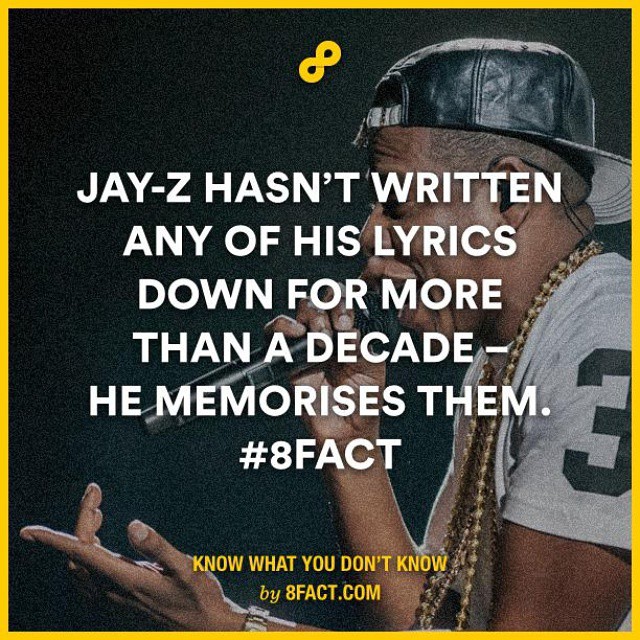 JAY-Z HASN'T WRITTEN
ANY OF HIS LYRICS
DOWN FOR MORE
THAN A DECADE –
HE MEMORISES THEM.
#8FACT
3
KNOW WHAT YOU DON'T KNOW
by 8FACT.COM